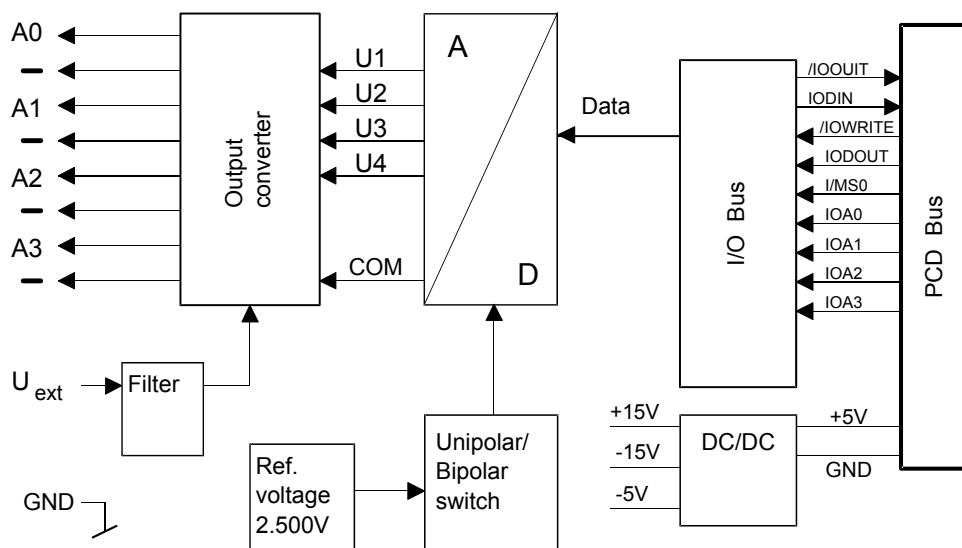 A0
–
A1
–
A2
–
A3
–
Output
converter
U1
U2
U3
U4
COM
A
D
Data
I/O Bus
/IOOUIT
IODIN
/IOWRITE
IODOUT
I/MS0
IOA0
IOA1
IOA2
IOA3
PCD Bus
U ext
Filter
GND
Ref.
voltage
2.500V
Unipolar/
Bipolar
switch
+15V
-15V
-5V
DC/DC
+5V
GND